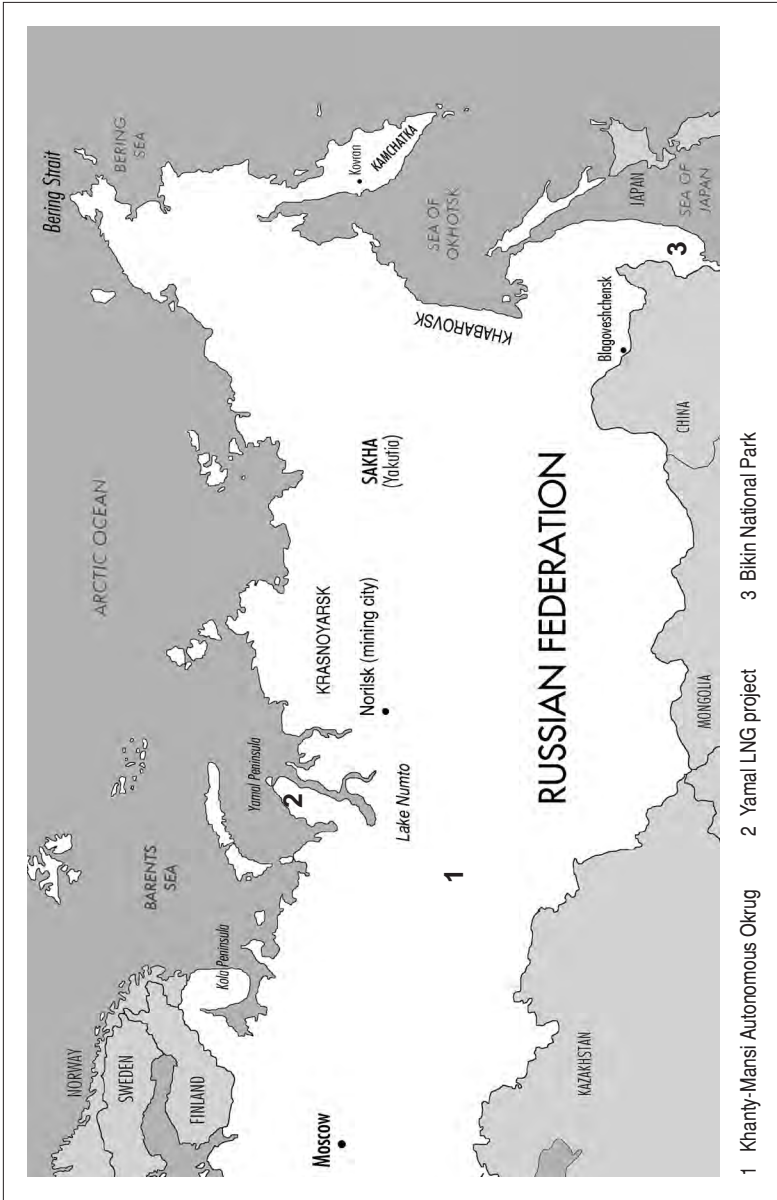 Bering Strait
BERING
SEA
ARCTIC OCEAN
Kovran
KAMCHATKA
SEA OF
OKHOTSK
KHABAROVSK
JAPAN
SEA OF
JAPAN
3
Blagoveshchensk
CHINA
SAKHA
(Yakutia)
KRASNOYARSK
Norilsk (mining city)
RUSSIAN FEDERATION
MONGOLIA
Yamal Peninsula
2
Lake Numto
BARENTS
SEA
1
Kola Peninsula
NORWAY
SWEDEN
FINLAND
Moscow
KAZAKHSTAN
1 Khanty-Mansi Autonomous Okrug
2 Yamal LNG project
3 Bikin National Park